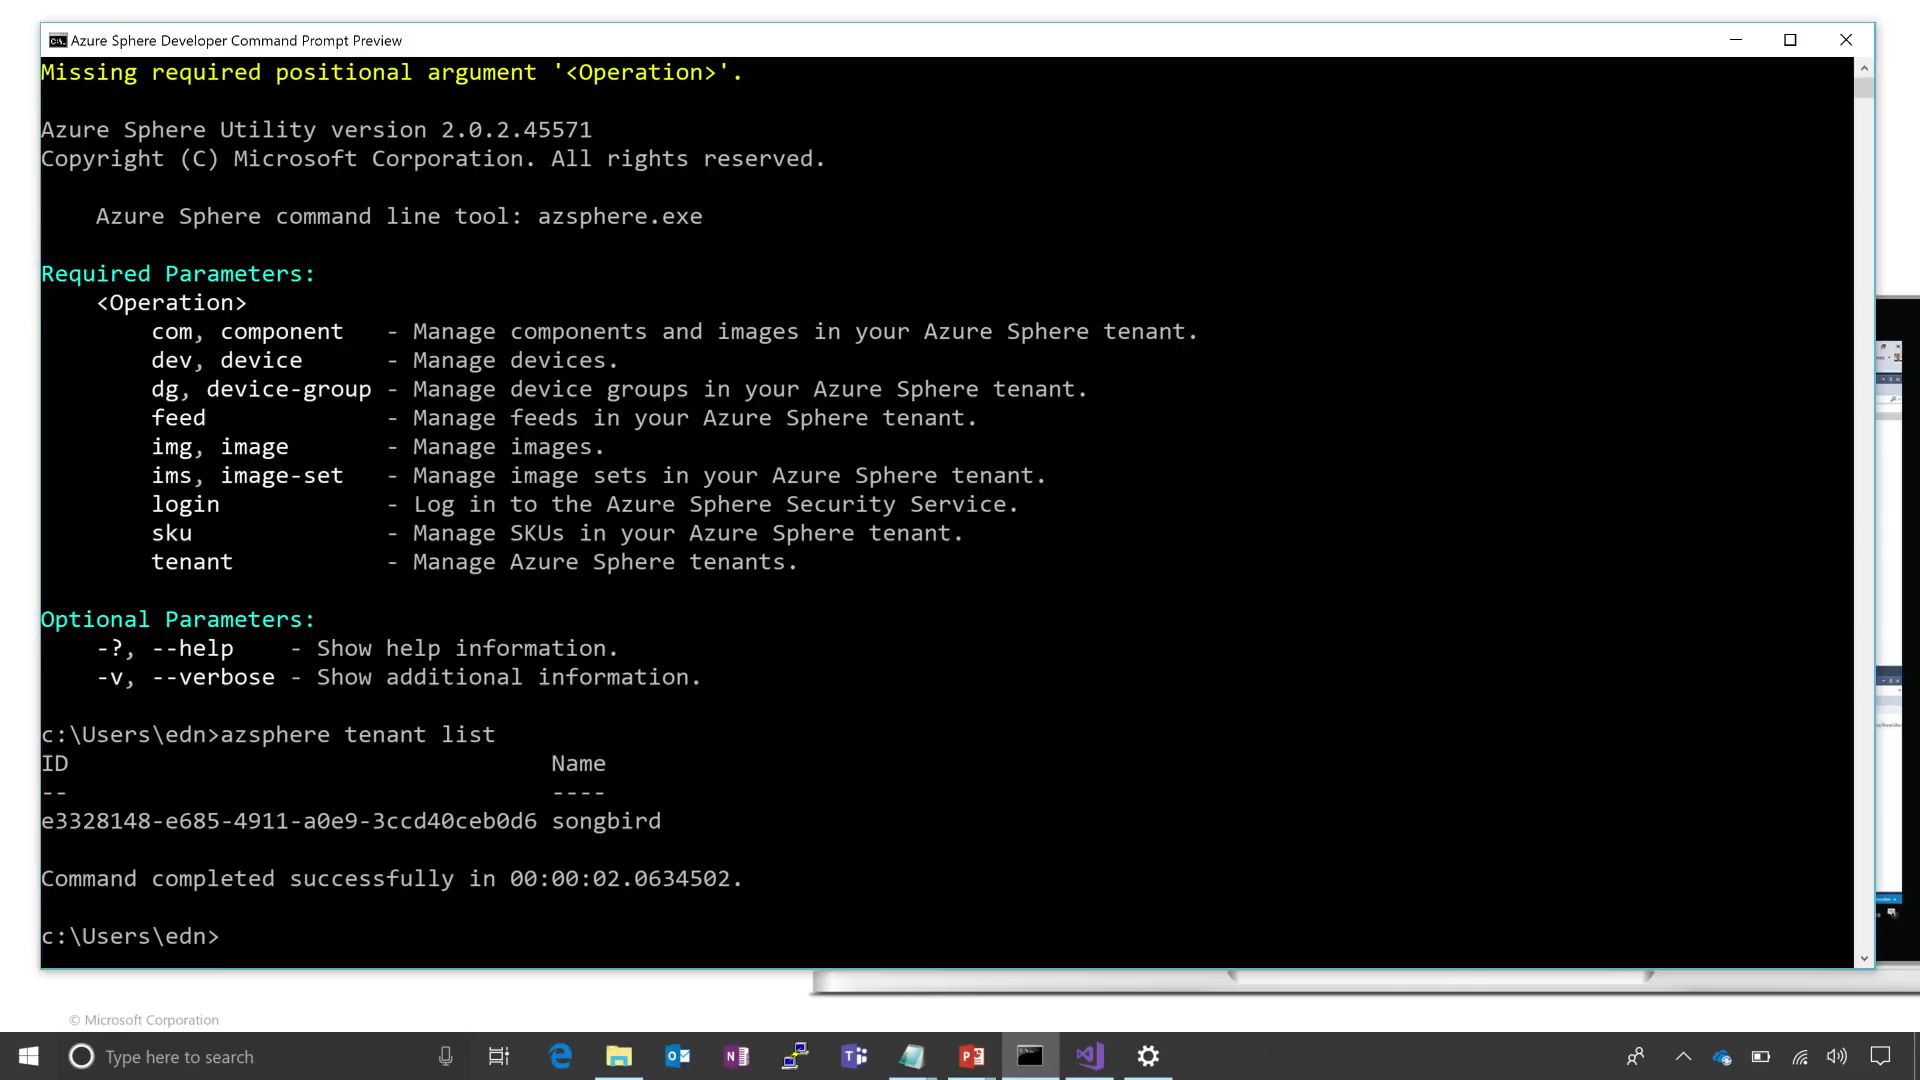 Azure Sphere Developer Command Prompt Preview
Missing required positional argument '<Operation>'.
Azure Sphere Utility version 2.0.2.45571
Copyright (C) Microsoft Corporation. All rights reserved.
Azure Sphere command line tool: azsphere.exe
Required Parameters:
<Operation>
com, component - Manage components and images in your Azure Sphere tenant.
dev, device - Manage devices.
dg, device-group - Manage device groups in your Azure Sphere tenant.
feed - Manage feeds in your Azure Sphere tenant.
img, image - Manage images.
ims, image-set - Manage image sets in your Azure Sphere tenant.
login - Log in to the Azure Sphere Security Service.
sku - Manage SKUs in your Azure Sphere tenant.
tenant - Manage Azure Sphere tenants.
Optional Parameters:
-?, --help - Show help information.
-v, --verbose - Show additional information.
c:\Users\edn>azsphere tenant list
ID Name
-- ----
e3328148-e685-4911-a0e9-3ccd40ceb0d6 songbird
Command completed successfully in 00:00:02.0634502.
c:\Users\edn>
© Microsoft Corporation
Type here to search